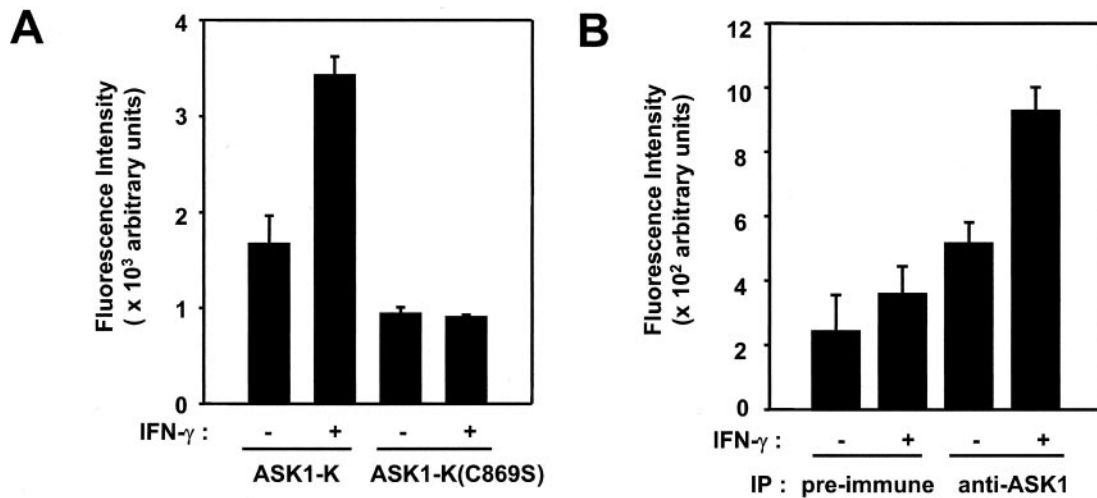 A
Fluorescence Intensity
( x 10³ arbitrary units)
4
3
2
1
0
IFN-γ : - + - +
ASK1-K ASK1-K(C869S)
B
Fluorescence Intensity
(x 10² arbitrary units)
12
10
8
6
4
2
0
IFN-γ : - + - +
IP : pre-immune anti-ASK1